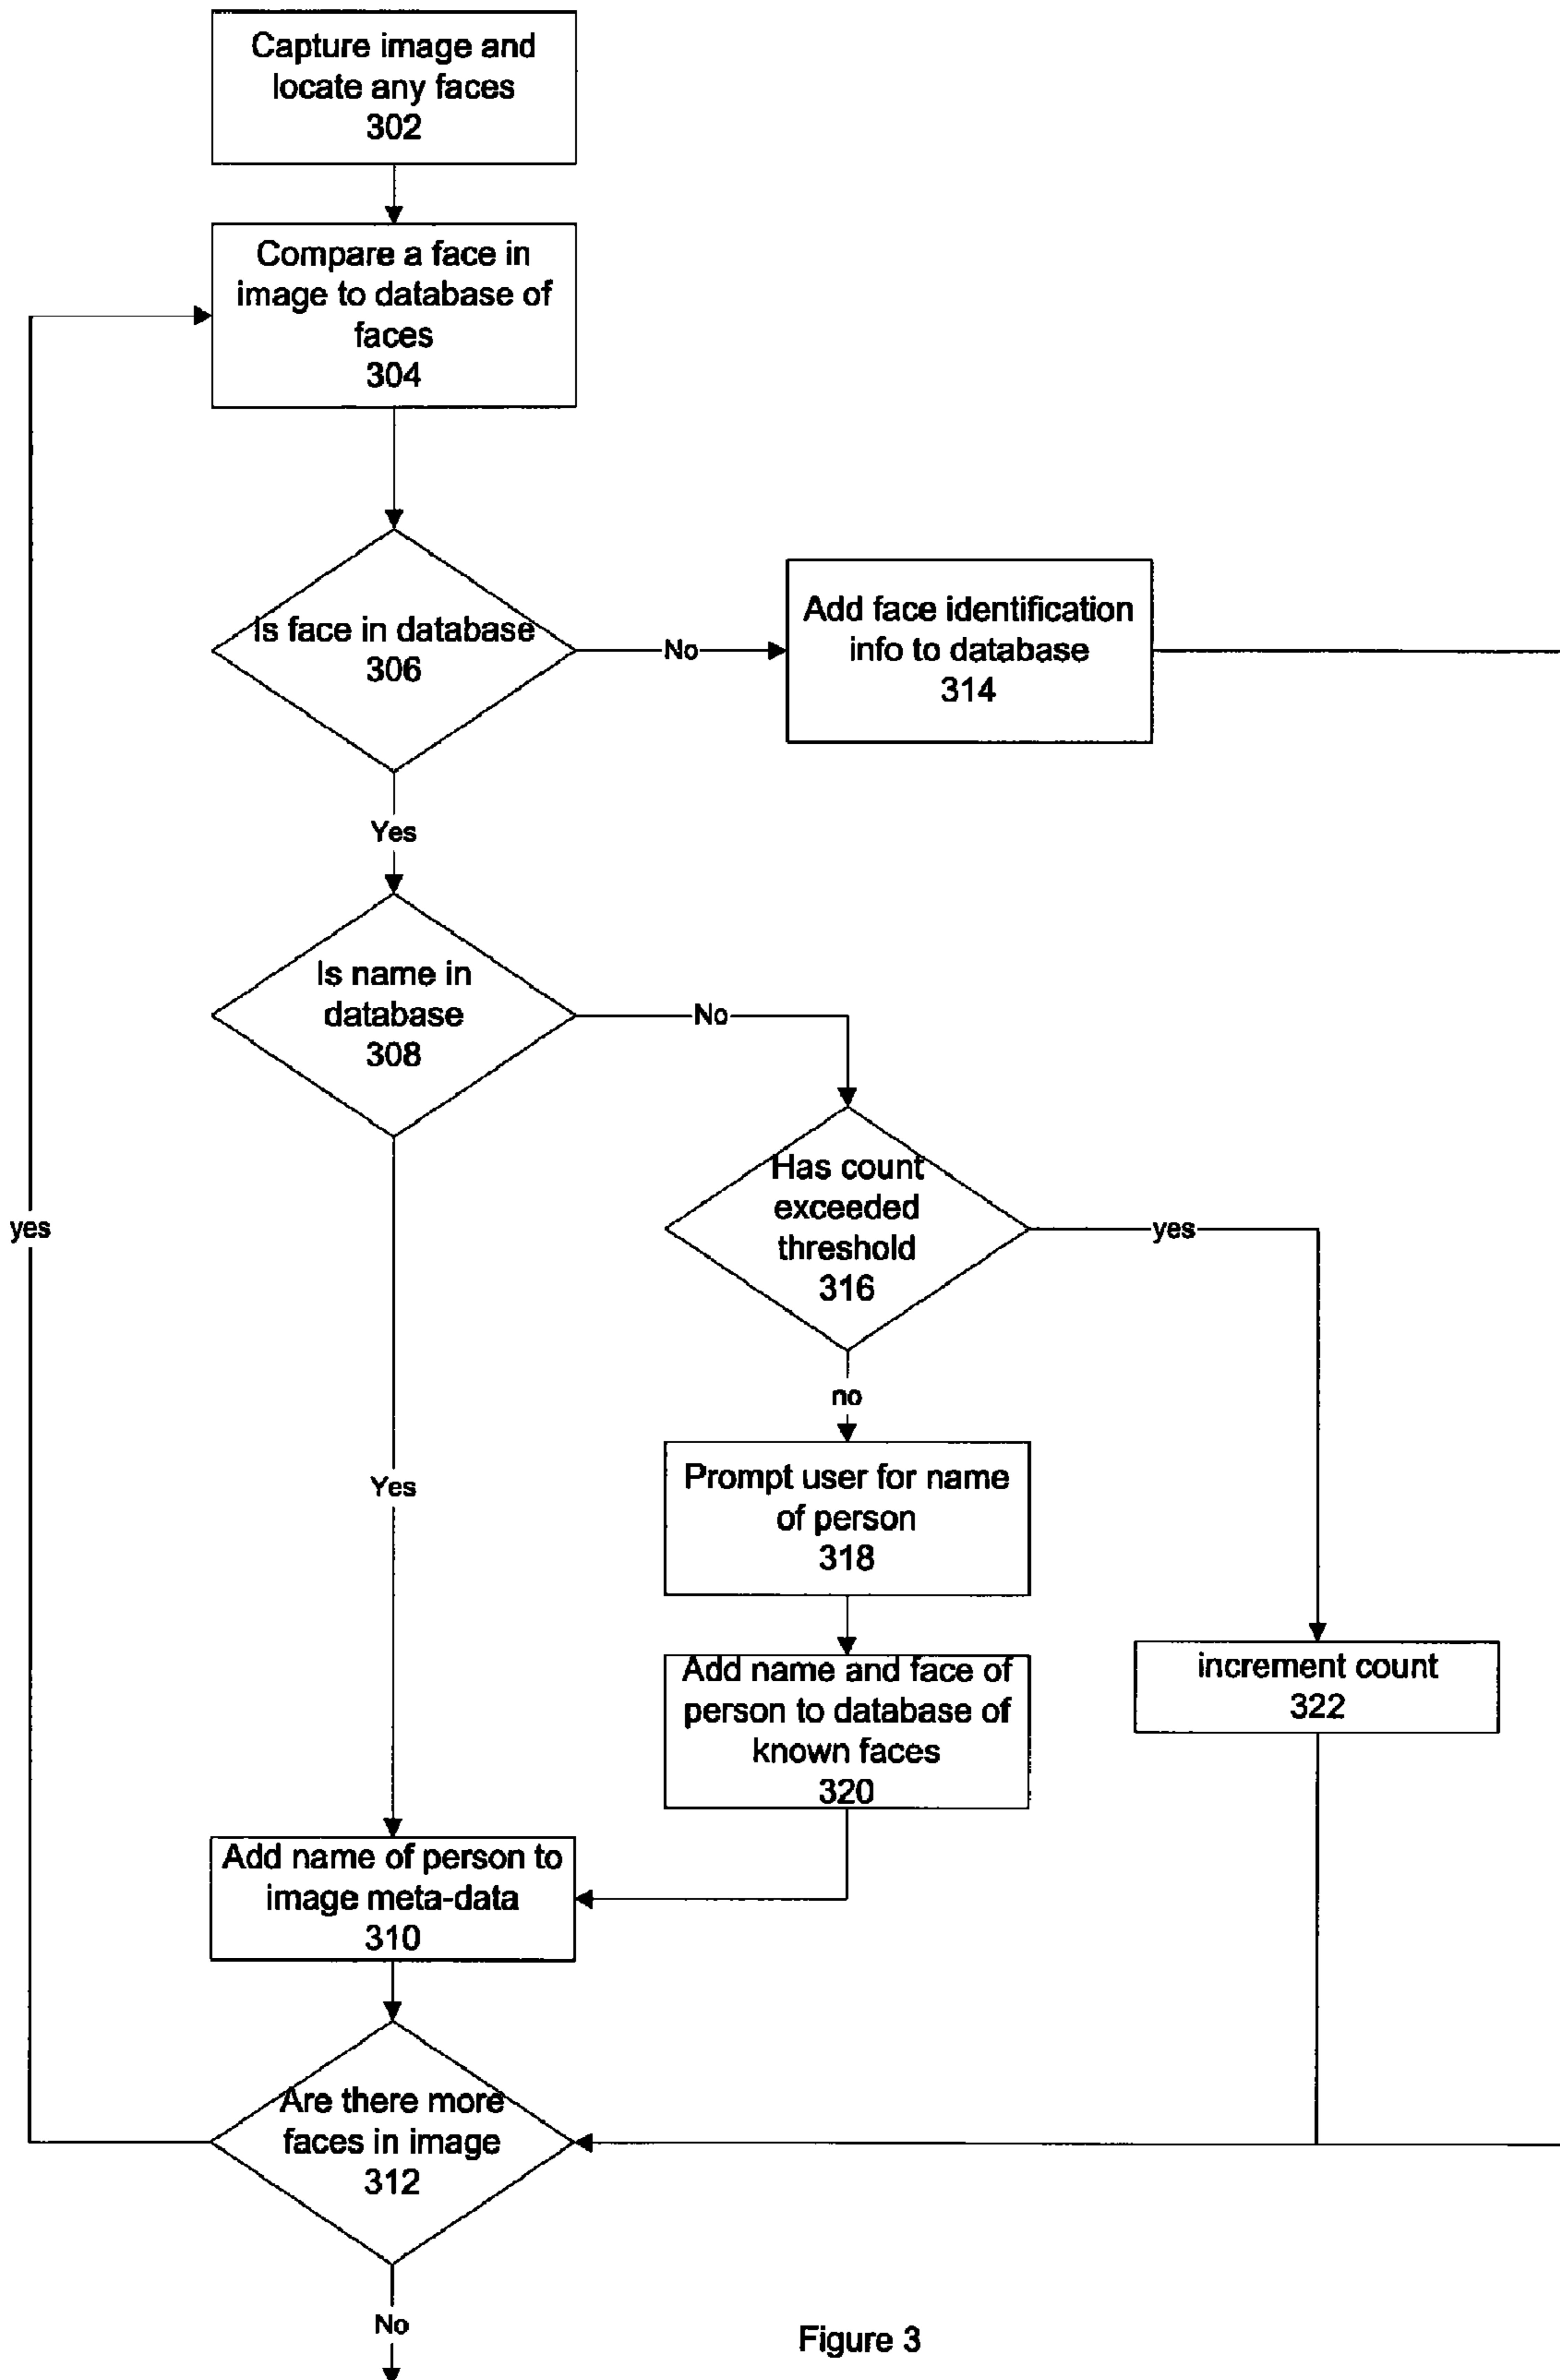 Capture image and
locate any faces
302
Compare a face in
image to database of
faces
304
Is face in database
306
No
Add face identification
info to database
314
Yes
Is name in
database
308
No
Has count
exceeded
threshold
316
yes
yes
no
Prompt user for name
of person
318
Yes
Add name and face of
person to database of
known faces
320
increment count
322
Add name of person to
image meta-data
310
Are there more
faces in image
312
No
Figure 3